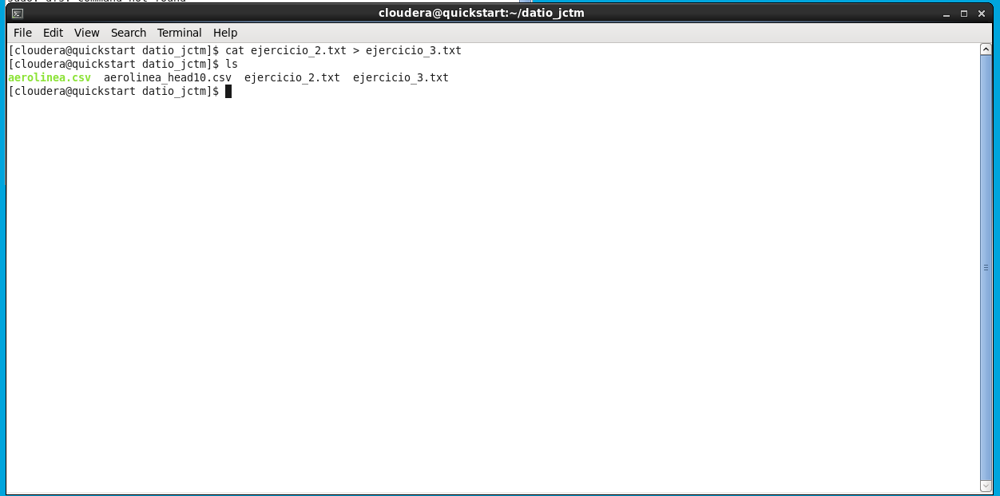 cloudera@quickstart:~/datio_jctm
File Edit View Search Terminal Help
[cloudera@quickstart datio_jctm]$ cat ejercicio_2.txt > ejercicio_3.txt
[cloudera@quickstart datio_jctm]$ ls
aerolinea.csv  aerolinea_head10.csv  ejercicio_2.txt  ejercicio_3.txt
[cloudera@quickstart datio_jctm]$